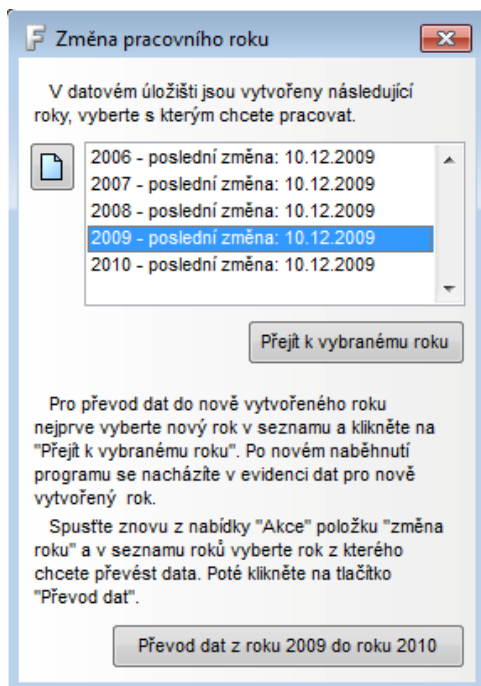 Změna pracovního roku
V datovém úložišti jsou vytvořeny následující
roky, vyberte s kterým chcete pracovat.
2006 - poslední změna: 10.12.2009
2007 - poslední změna: 10.12.2009
2008 - poslední změna: 10.12.2009
2009 - poslední změna: 10.12.2009
2010 - poslední změna: 10.12.2009
Přejít k vybranému roku
Pro převod dat do nově vytvořeného roku
nejprve vyberte nový rok v seznamu a klikněte na
"Přejít k vybranému roku". Po novém naběhnutí
programu se nacházíte v evidenci dat pro nově
vytvořený rok.
Spusťte znovu z nabídky "Akce" položku "změna
roku" a v seznamu roků vyberte rok z kterého
chcete převést data. Poté klikněte na tlačítko
"Převod dat".
Převod dat z roku 2009 do roku 2010